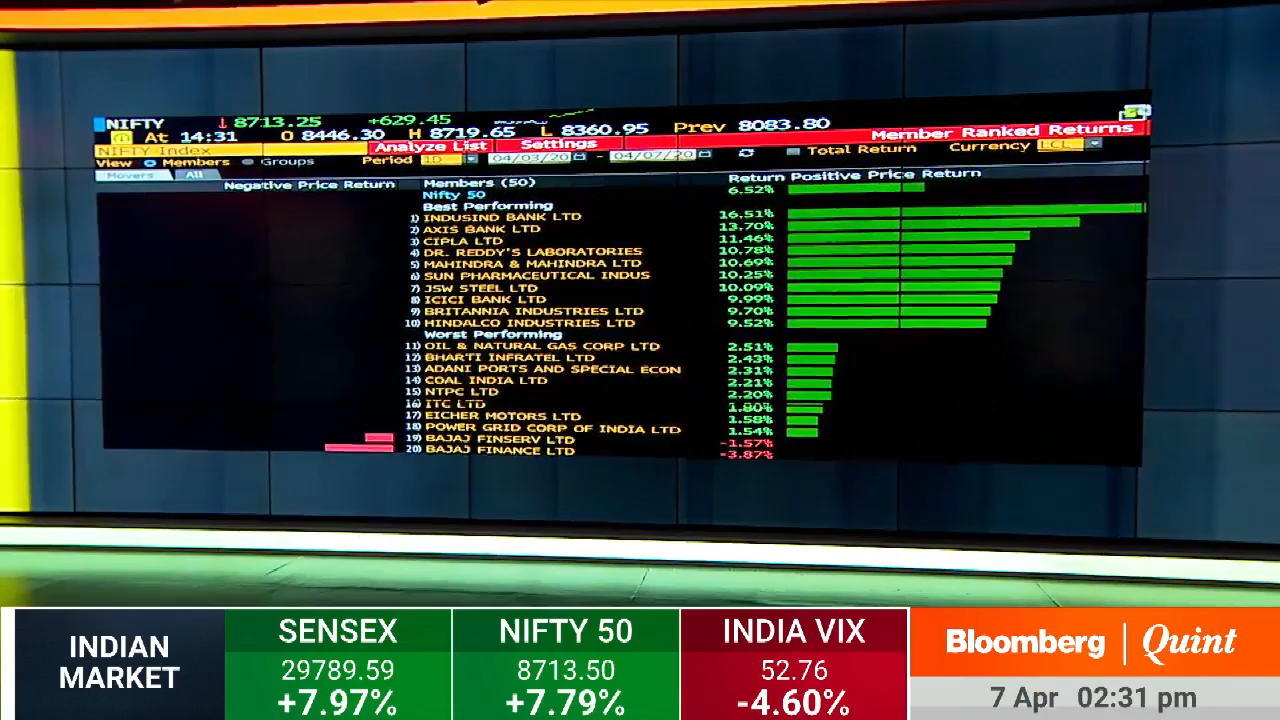 NIFTY ↓ 8713.25 +629.45
At 14:31 O 8446.30 H 8719.65 L 8360.95 Prev 8083.80
NIFTY Index Analyze List Settings Member Ranked Returns
View Members Groups Period 1D 04/03/20 - 04/07/20 Total Return Currency LCL
Movers All
Negative Price Return Members (50) Return Positive Price Return
Nifty 50 6.52%
Best Performing
1) INDUSIND BANK LTD 16.51%
2) AXIS BANK LTD 13.70%
3) CIPLA LTD 11.46%
4) DR. REDDY'S LABORATORIES 10.78%
5) MAHINDRA & MAHINDRA LTD 10.69%
6) SUN PHARMACEUTICAL INDUS 10.25%
7) JSW STEEL LTD 10.09%
8) ICICI BANK LTD 9.99%
9) BRITANNIA INDUSTRIES LTD 9.70%
10) HINDALCO INDUSTRIES LTD 9.52%
Worst Performing
11) OIL & NATURAL GAS CORP LTD 2.51%
12) BHARTI INFRATEL LTD 2.43%
13) ADANI PORTS AND SPECIAL ECON 2.31%
14) COAL INDIA LTD 2.21%
15) NTPC LTD 2.20%
16) ITC LTD 1.80%
17) EICHER MOTORS LTD 1.58%
18) POWER GRID CORP OF INDIA LTD 1.54%
19) BAJAJ FINSERV LTD -1.57%
20) BAJAJ FINANCE LTD -3.87%
INDIAN MARKET
SENSEX
29789.59
+7.97%
NIFTY 50
8713.50
+7.79%
INDIA VIX
52.76
-4.60%
Bloomberg | Quint
7 Apr 02:31 pm